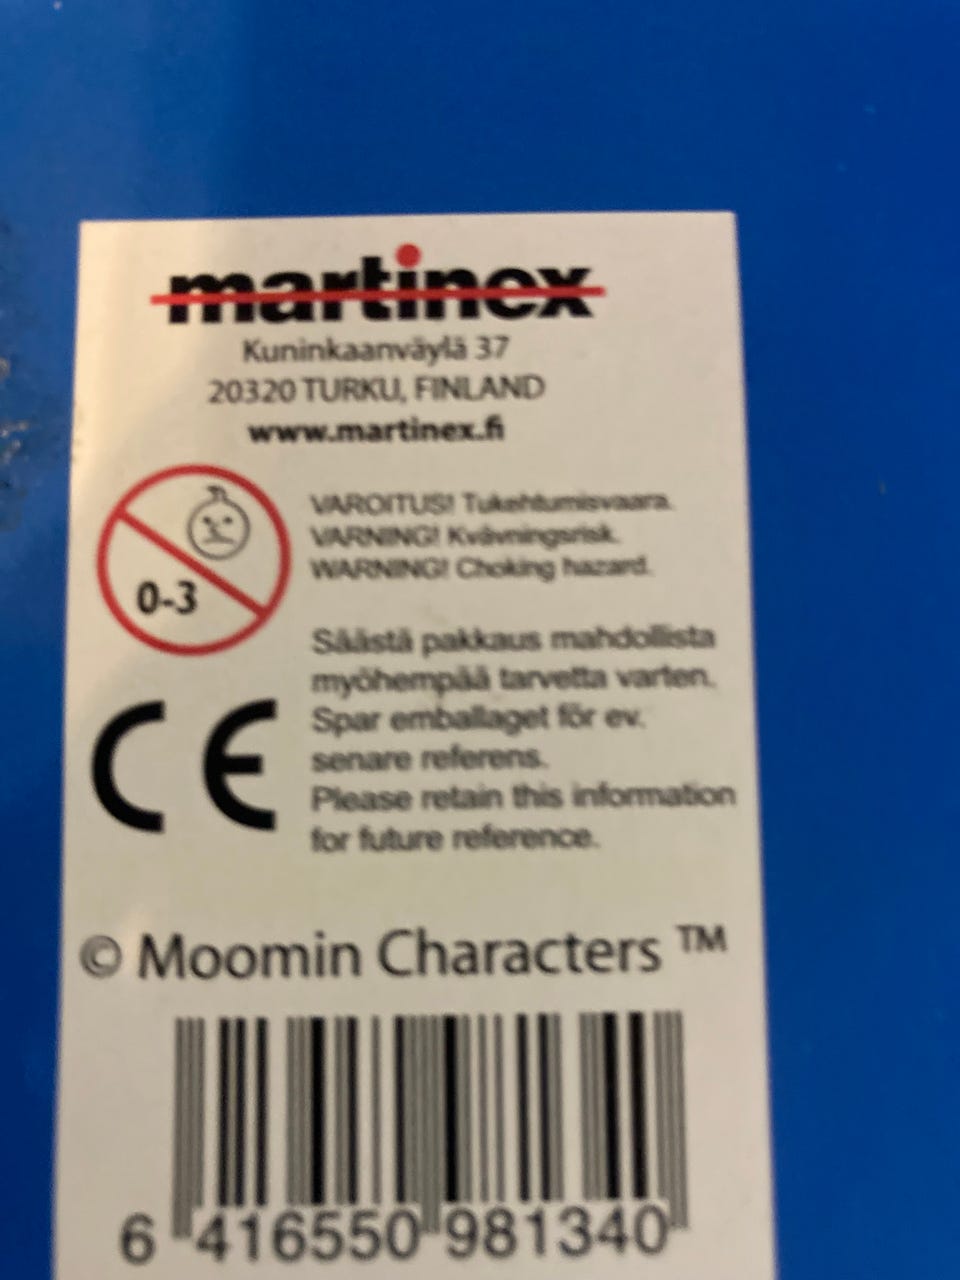 martinex
Kuninkaanväylä 37
20320 TURKU, FINLAND
www.martinex.fi
0-3
VAROITUS! Tukehtumisvaara.
VARNING! Kvävningsrisk.
WARNING! Choking hazard.
Säästä pakkaus mahdollista
myöhempää tarvetta varten.
Spar emballaget för ev.
senare referens.
Please retain this information
for future reference.
CE
© Moomin Characters ™
6 416550 981340